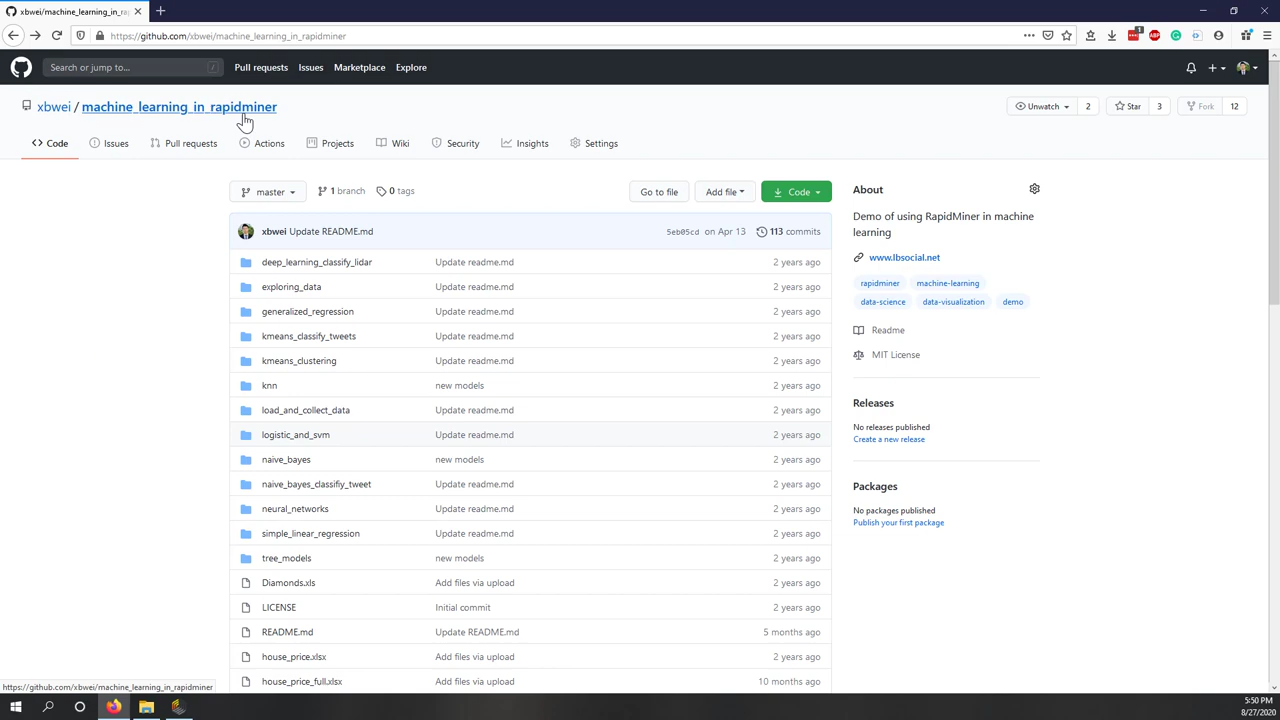 xbwei/machine_learning_in_ra
https://github.com/xbwei/machine_learning_in_rapidminer
1
ABP
Search or jump to...
/
Pull requests
Issues
Marketplace
Explore
xbwei / machine_learning_in_rapidminer
Unwatch 2
Star 3
Fork 12
Code
Issues
Pull requests
Actions
Projects
Wiki
Security
Insights
Settings
master
1 branch
0 tags
Go to file
Add file
Code
xbwei Update README.md 5eb05cd on Apr 13 113 commits
deep_learning_classify_lidar Update readme.md 2 years ago
exploring_data Update readme.md 2 years ago
generalized_regression Update readme.md 2 years ago
kmeans_classify_tweets Update readme.md 2 years ago
kmeans_clustering Update readme.md 2 years ago
knn new models 2 years ago
load_and_collect_data Update readme.md 2 years ago
logistic_and_svm Update readme.md 2 years ago
naive_bayes new models 2 years ago
naive_bayes_classifiy_tweet Update readme.md 2 years ago
neural_networks Update readme.md 2 years ago
simple_linear_regression Update readme.md 2 years ago
tree_models new models 2 years ago
Diamonds.xls Add files via upload 2 years ago
LICENSE Initial commit 2 years ago
README.md Update README.md 5 months ago
house_price.xlsx Add files via upload 2 years ago
house_price_full.xlsx Add files via upload 10 months ago
About
Demo of using RapidMiner in machine
learning
www.lbsocial.net
rapidminer machine-learning
data-science data-visualization demo
Readme
MIT License
Releases
No releases published
Create a new release
Packages
No packages published
Publish your first package
https://github.com/xbwei/machine_learning_in_rapidminer
5:50 PM
8/27/2020